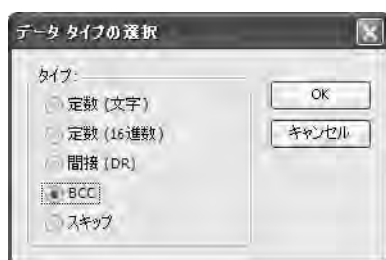 データ タイプの選択
タイプ:
定数 (文字)
OK
定数 (16進数)
キャンセル
間接 (DR)
BCC
スキップ